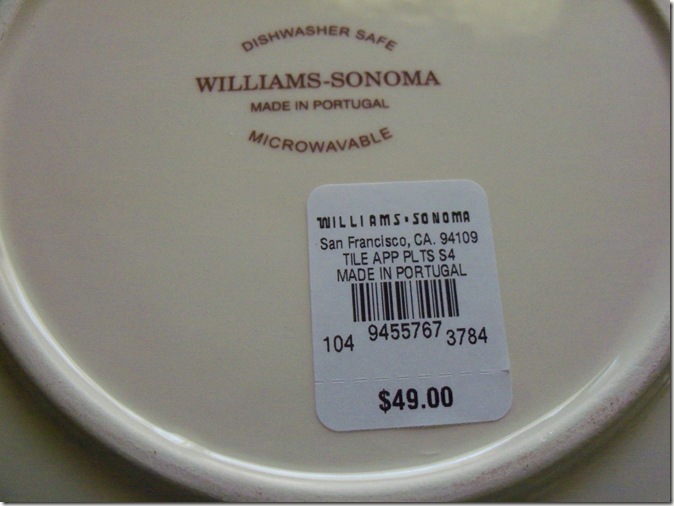 DISHWASHER SAFE
WILLIAMS-SONOMA
MADE IN PORTUGAL
MICROWAVABLE
WILLIAMS-SONOMA
San Francisco, CA. 94109
TILE APP PLTS S4
MADE IN PORTUGAL
104 9455767 3784
$49.00